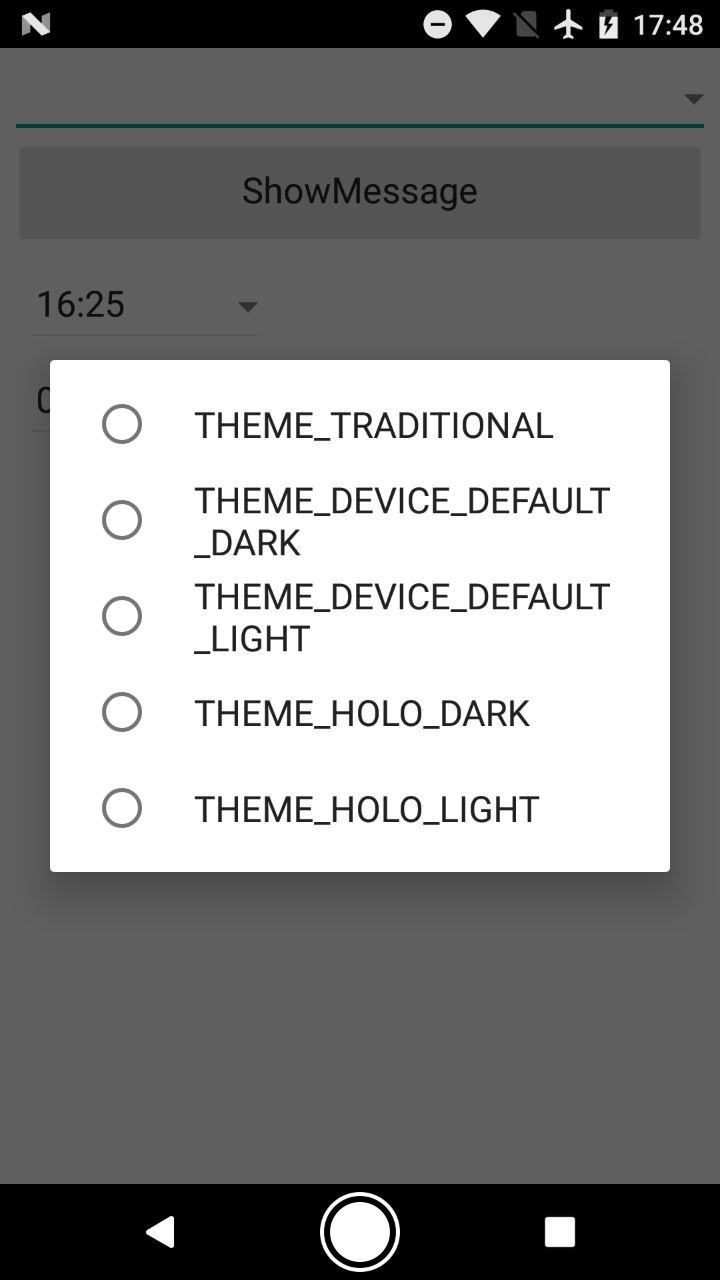 17:48
ShowMessage
16:25
THEME_TRADITIONAL
THEME_DEVICE_DEFAULT
_DARK
THEME_DEVICE_DEFAULT
_LIGHT
THEME_HOLO_DARK
THEME_HOLO_LIGHT